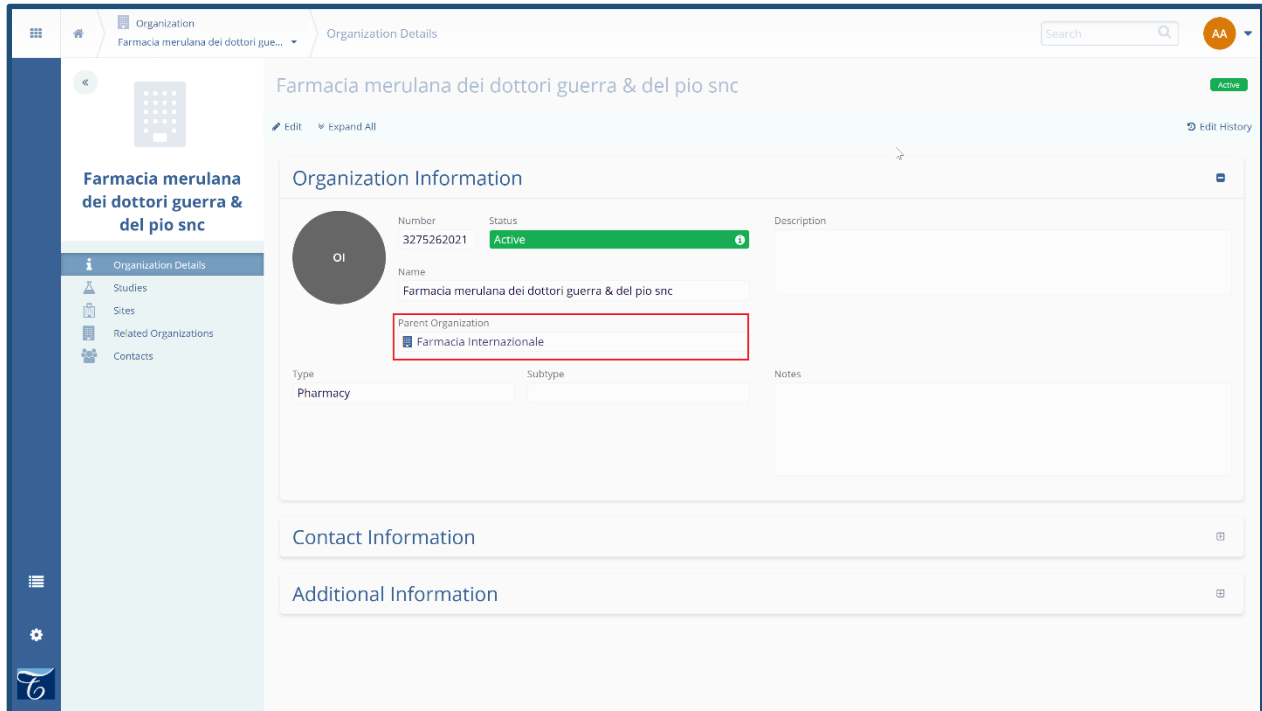 Organization
Farmacia merulana dei dottori gue...
Organization Details
Search
AA
Farmacia merulana dei dottori guerra & del pio snc
Active
Edit
Expand All
Edit History
Farmacia merulana
dei dottori guerra &
del pio snc
Organization Details
Studies
Sites
Related Organizations
Contacts
Organization Information
OI
Number
Status
Description
3275262021
Active
Name
Farmacia merulana dei dottori guerra & del pio snc
Parent Organization
Farmacia Internazionale
Type
Subtype
Notes
Pharmacy
Contact Information
Additional Information